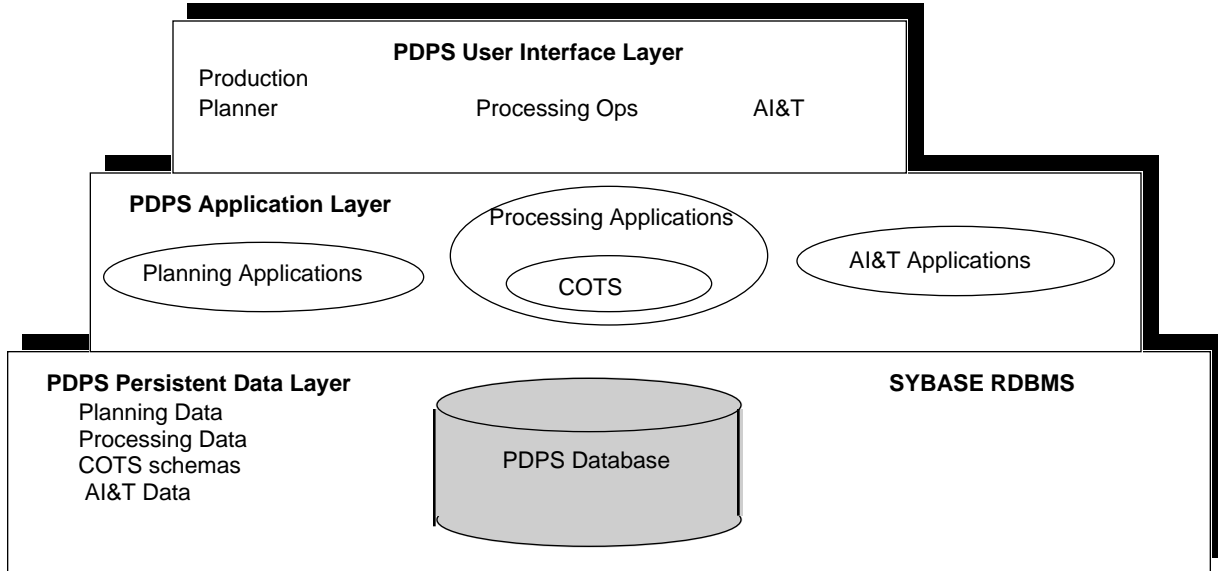 PDPS User Interface Layer
Production
Planner
Processing Ops
AI&T
PDPS Application Layer
Planning Applications
Processing Applications
COTS
AI&T Applications
PDPS Persistent Data Layer
Planning Data
Processing Data
COTS schemas
AI&T Data
PDPS Database
SYBASE RDBMS